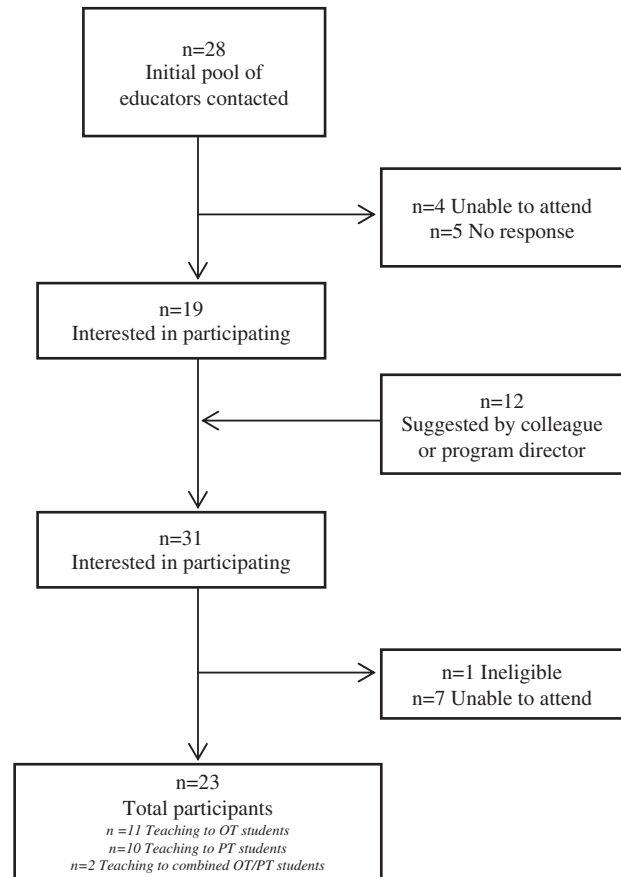 n=28
Initial pool of
educators contacted
n=4 Unable to attend
n=5 No response
n=19
Interested in participating
n=12
Suggested by colleague
or program director
n=31
Interested in participating
n=1 Ineligible
n=7 Unable to attend
n=23
Total participants
n =11 Teaching to OT students
n=10 Teaching to PT students
n=2 Teaching to combined OT/PT students